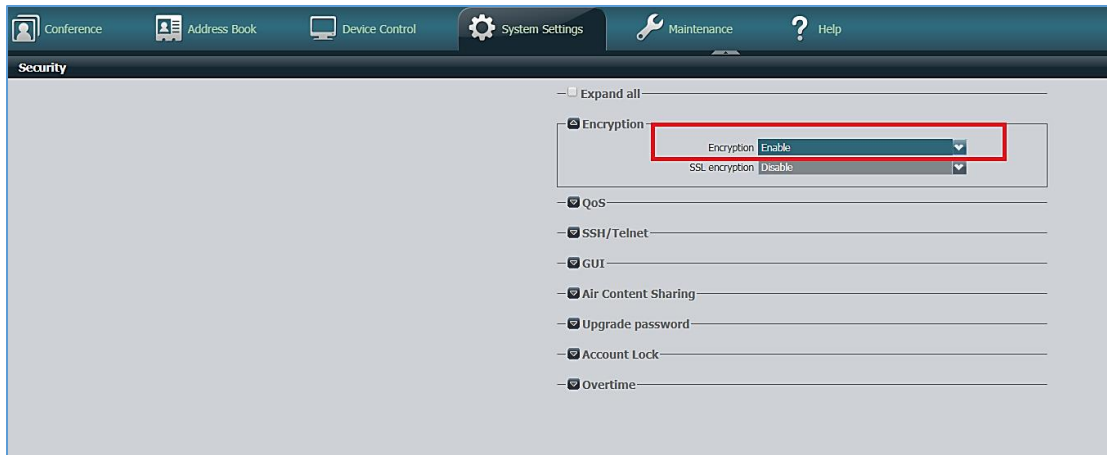 Conference Address Book Device Control System Settings Maintenance ? Help
Security
Expand all
Encryption
Encryption Enable
SSL encryption Disable
QoS
SSH/Telnet
GUI
Air Content Sharing
Upgrade password
Account Lock
Overtime